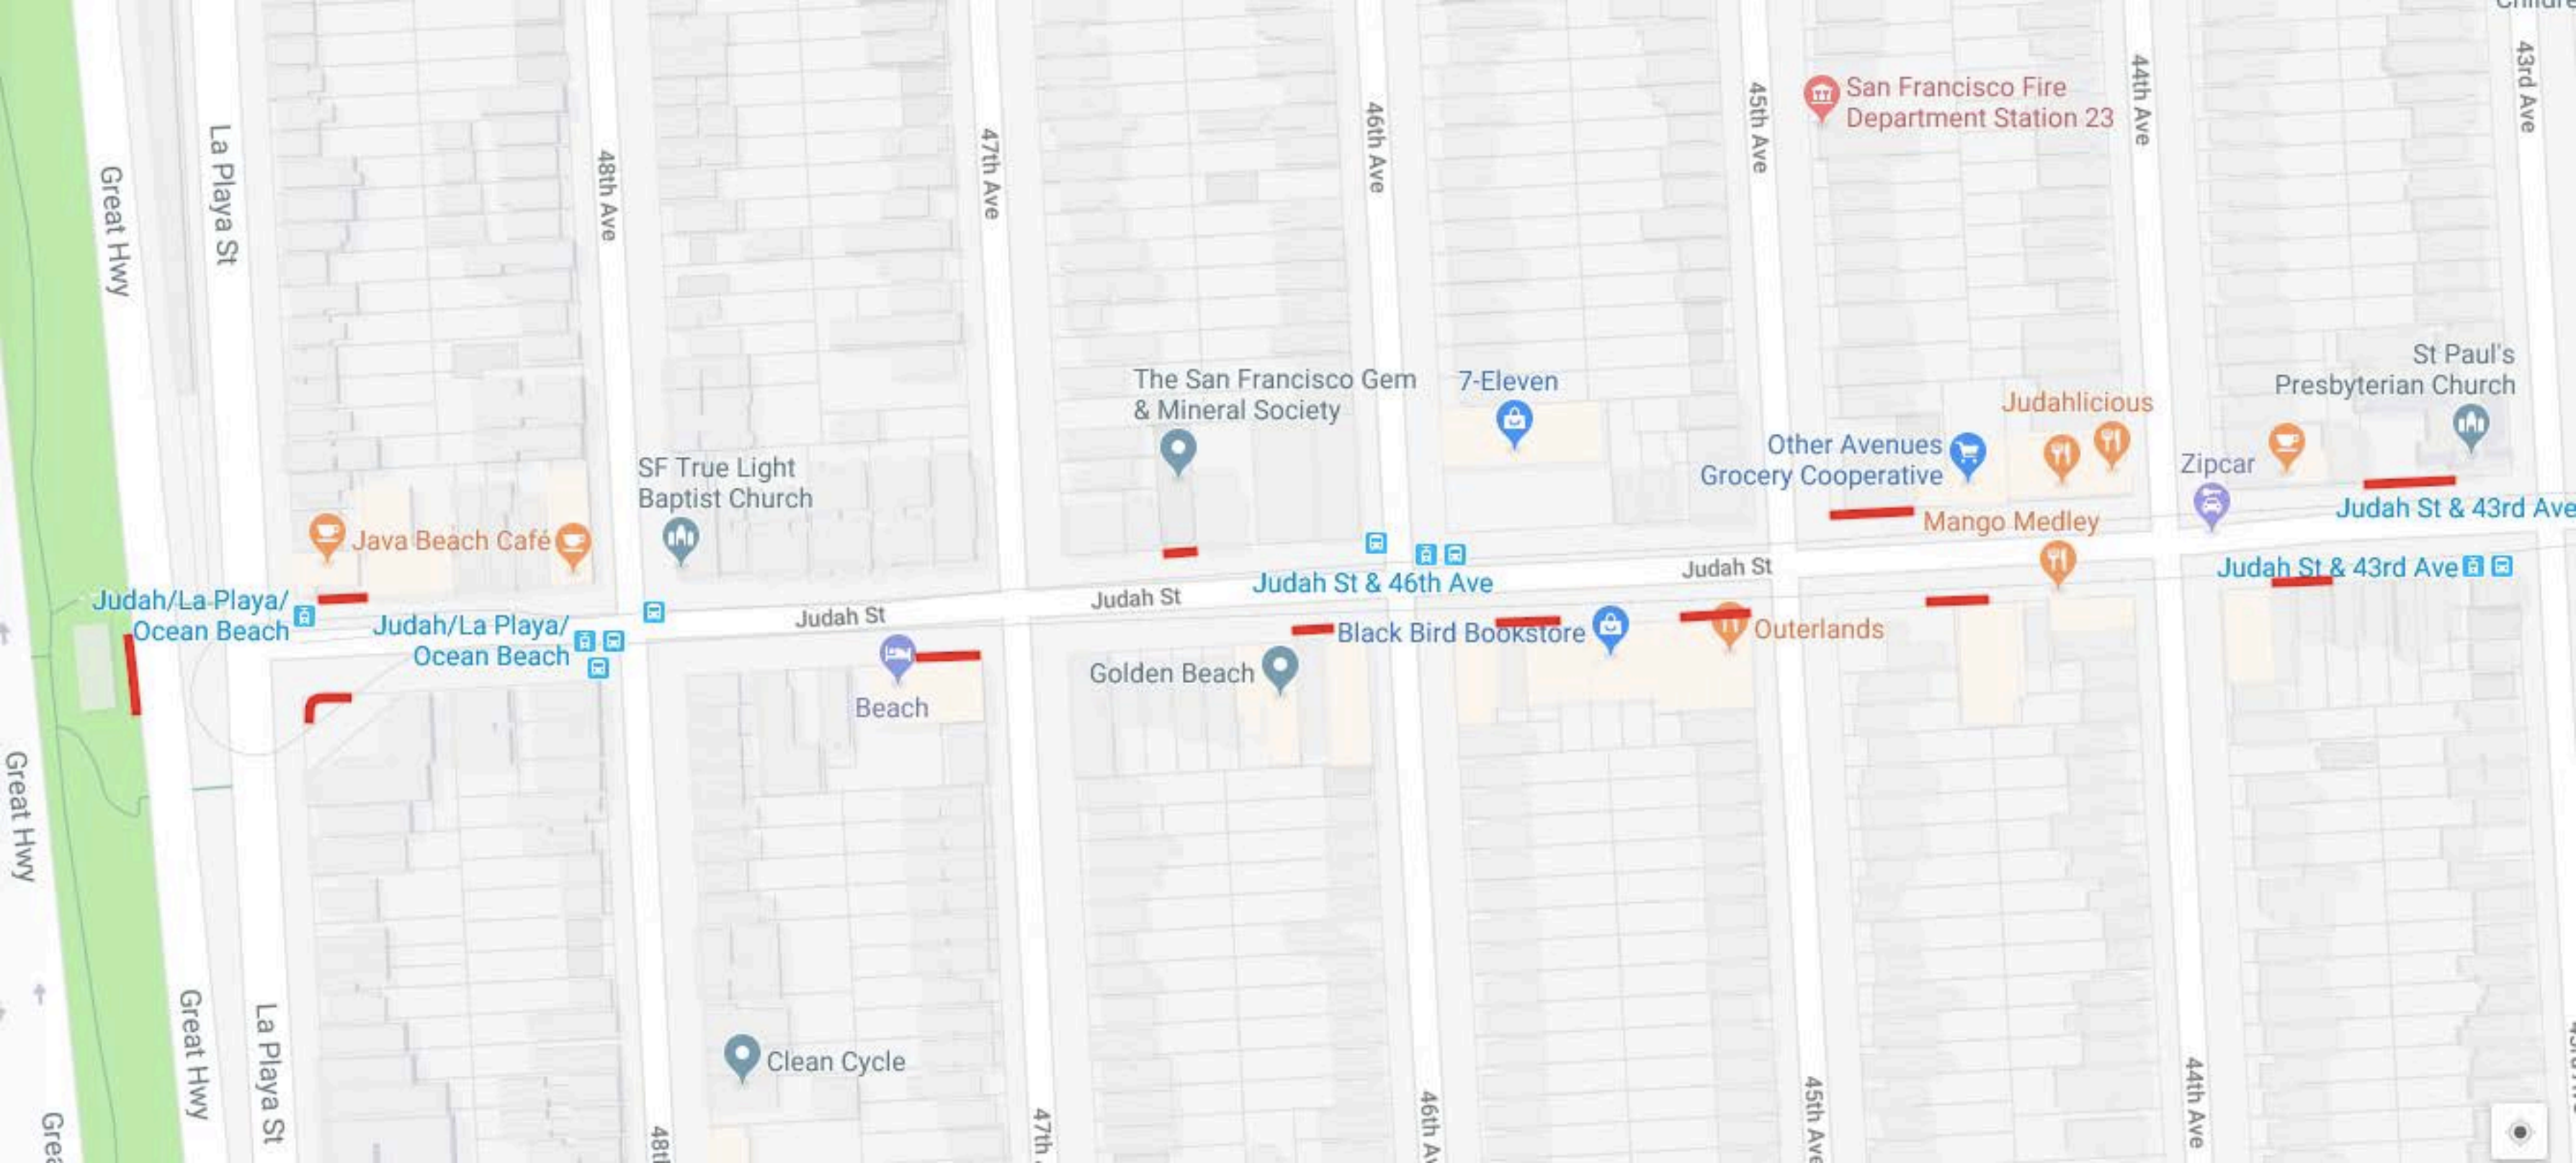 43rd Ave
44th Ave
San Francisco Fire
Department Station 23
45th Ave
46th Ave
47th Ave
48th Ave
La Playa St
Great Hwy
St Paul's
Presbyterian Church
The San Francisco Gem
& Mineral Society
7-Eleven
Judahlicious
Other Avenues
Grocery Cooperative
Zipcar
SF True Light
Baptist Church
Java Beach Café
Mango Medley
Judah St & 43rd Ave
Judah St & 43rd Ave
Judah St
Judah St & 46th Ave
Judah St
Judah St
Judah/La Playa/
Ocean Beach
Judah/La Playa/
Ocean Beach
Black Bird Bookstore
Outerlands
Golden Beach
Beach
Great Hwy
Clean Cycle
Great Hwy
La Playa St
47th
46th Av
45th Ave
44th Ave